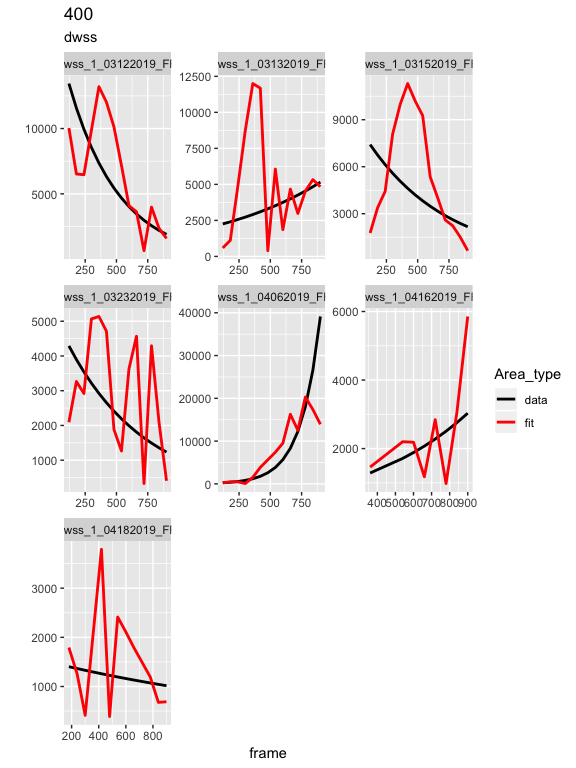 400
dwss
wss_1_03122019_FI
wss_1_03132019_FI
wss_1_03152019_FI
10000
5000
250 500 750
12500
10000
7500
5000
2500
0
250 500 750
9000
6000
3000
250 500 750
wss_1_03232019_FI
wss_1_04062019_FI
wss_1_04162019_FI
5000
4000
3000
2000
1000
250 500 750
40000
30000
20000
10000
0
250 500 750
6000
4000
2000
400 500 600 700 800 900
Area_type
data
fit
wss_1_04182019_FI
3000
2000
1000
200 400 600 800
frame